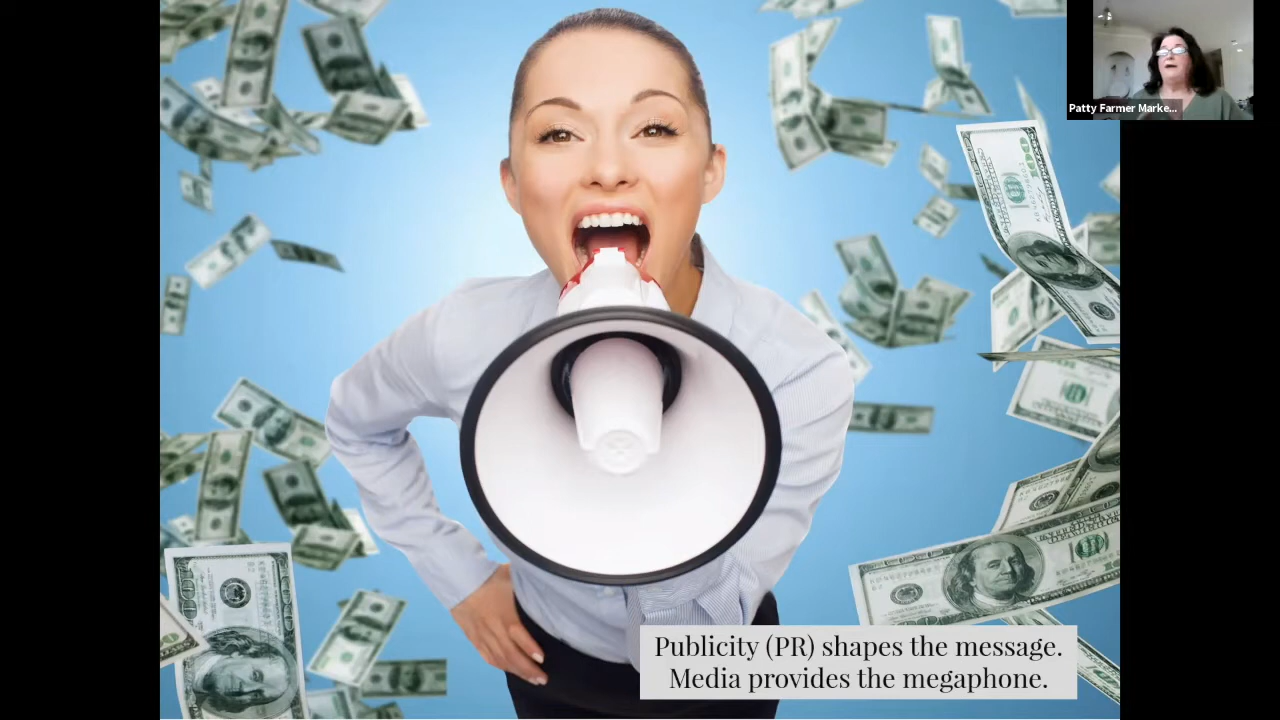 Patty Farmer Marke...
Publicity (PR) shapes the message.
Media provides the megaphone.